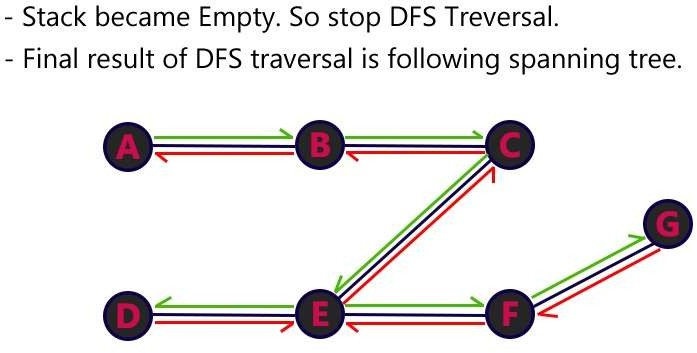 - Stack became Empty. So stop DFS Treversal.
- Final result of DFS traversal is following spanning tree.
A B C
G
D E F